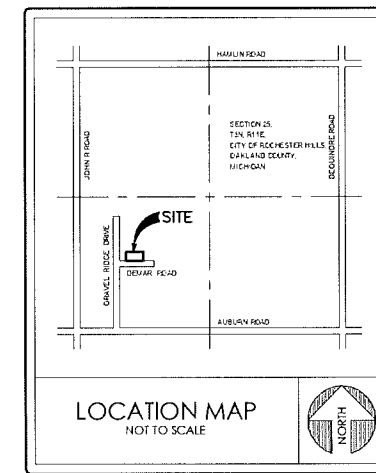 HAMLIN ROAD
JOHN R ROAD
SECTION 25,
T3N, R11E,
CITY OF ROCHESTER HILLS,
OAKLAND COUNTY,
MICHIGAN
DEQUINDRE ROAD
GRAVEL RIDGE DRIVE
SITE
DEMAR ROAD
AUBURN ROAD
LOCATION MAP
NOT TO SCALE
NORTH